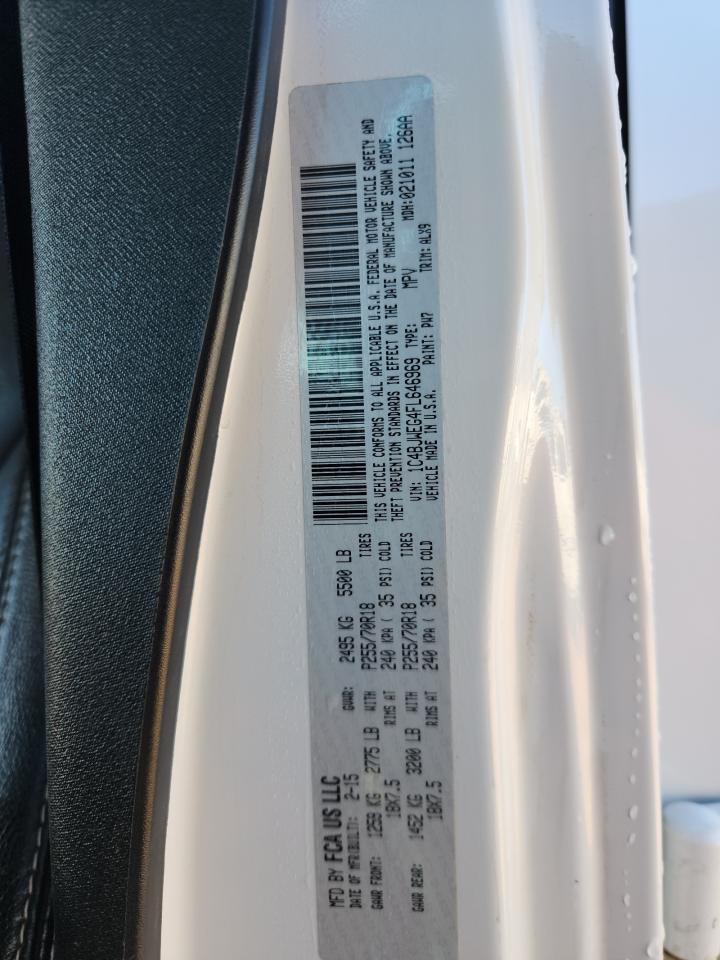 MFD BY FCA US LLC
DATE OF MFR(BUILT): 2-15 GVWR: 2495 KG 5500 LB
GAWR FRONT: 1259 KG 2775 LB WITH P255/70R18 TIRES
18X7.5 RIMS AT 240 KPA ( 35 PSI) COLD
GAWR REAR: 1452 KG 3200 LB WITH P255/70R18 TIRES
18X7.5 RIMS AT 240 KPA ( 35 PSI) COLD
THIS VEHICLE CONFORMS TO ALL APPLICABLE U.S.A. FEDERAL MOTOR VEHICLE SAFETY AND
THEFT PREVENTION STANDARDS IN EFFECT ON THE DATE OF MANUFACTURE SHOWN ABOVE.
VIN: 1C4BJWEG4FL646969 TYPE: MPV MDH:021011 126AA
VEHICLE MADE IN U.S.A. PAINT: PW7 TRIM: ALX9